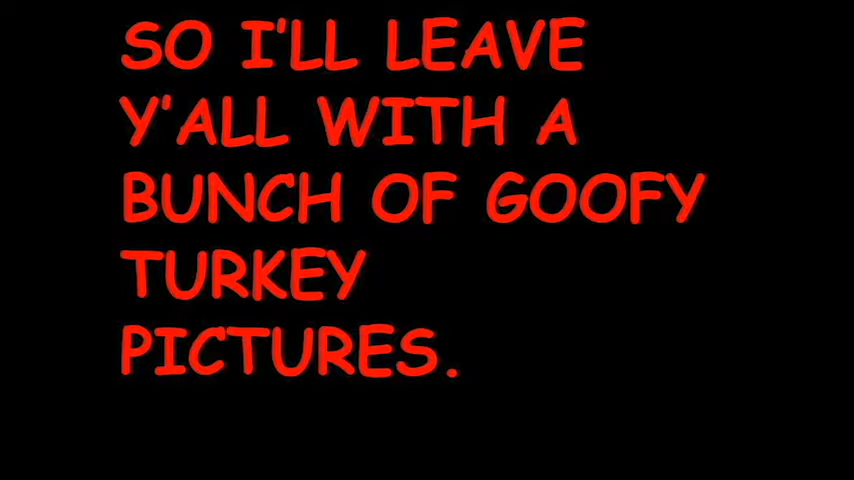 SO I'LL LEAVE
Y'ALL WITH A
BUNCH OF GOOFY
TURKEY
PICTURES.